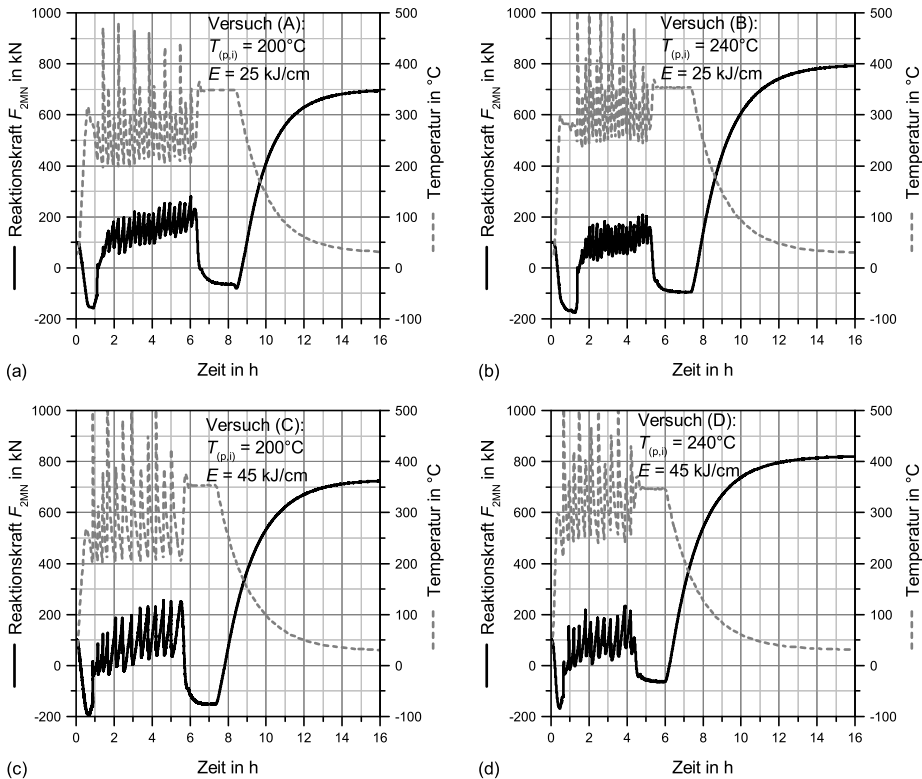 Versuch (A):
T(p,i) = 200°C
E = 25 kJ/cm
Reaktionskraft F2MN in kN
1000
800
600
400
200
0
-200
Temperatur in °C
500
400
300
200
100
0
-100
0 2 4 6 8 10 12 14 16
(a)
Zeit in h
Versuch (B):
T(p,i) = 240°C
E = 25 kJ/cm
Reaktionskraft F2MN in kN
1000
800
600
400
200
0
-200
Temperatur in °C
500
400
300
200
100
0
-100
0 2 4 6 8 10 12 14 16
(b)
Zeit in h
Versuch (C):
T(p,i) = 200°C
E = 45 kJ/cm
Reaktionskraft F2MN in kN
1000
800
600
400
200
0
-200
Temperatur in °C
500
400
300
200
100
0
-100
0 2 4 6 8 10 12 14 16
(c)
Zeit in h
Versuch (D):
T(p,i) = 240°C
E = 45 kJ/cm
Reaktionskraft F2MN in kN
1000
800
600
400
200
0
-200
Temperatur in °C
500
400
300
200
100
0
-100
0 2 4 6 8 10 12 14 16
(d)
Zeit in h